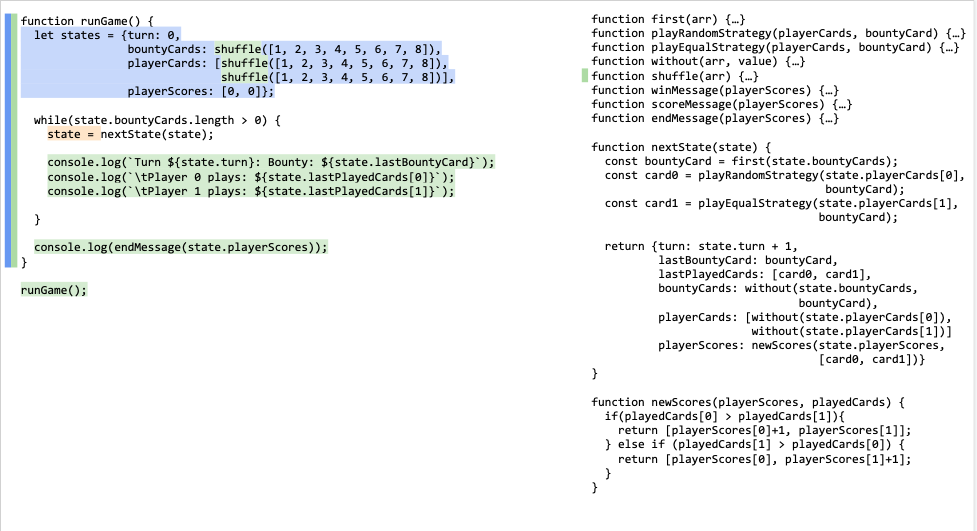 function runGame() {
  let states = {turn: 0,
                bountyCards: shuffle([1, 2, 3, 4, 5, 6, 7, 8]),
                playerCards: [shuffle([1, 2, 3, 4, 5, 6, 7, 8]),
                              shuffle([1, 2, 3, 4, 5, 6, 7, 8])],
                playerScores: [0, 0]};
  while(state.bountyCards.length > 0) {
    state = nextState(state);
    console.log(`Turn ${state.turn}: Bounty: ${state.lastBountyCard}`);
    console.log(`\tPlayer 0 plays: ${state.lastPlayedCards[0]}`);
    console.log(`\tPlayer 1 plays: ${state.lastPlayedCards[1]}`);
  }
  console.log(endMessage(state.playerScores));
}
runGame();
function first(arr) {…}
function playRandomStrategy(playerCards, bountyCard) {…}
function playEqualStrategy(playerCards, bountyCard) {…}
function without(arr, value) {…}
function shuffle(arr) {…}
function winMessage(playerScores) {…}
function scoreMessage(playerScores) {…}
function endMessage(playerScores) {…}
function nextState(state) {
  const bountyCard = first(state.bountyCards);
  const card0 = playRandomStrategy(state.playerCards[0],
                                   bountyCard);
  const card1 = playEqualStrategy(state.playerCards[1],
                                  bountyCard);
  return {turn: state.turn + 1,
          lastBountyCard: bountyCard,
          lastPlayedCards: [card0, card1],
          bountyCards: without(state.bountyCards,
                               bountyCard),
          playerCards: [without(state.playerCards[0]),
                        without(state.playerCards[1])]
          playerScores: newScores(state.playerScores,
                                  [card0, card1])}
}
function newScores(playerScores, playedCards) {
  if(playedCards[0] > playedCards[1]){
    return [playerScores[0]+1, playerScores[1]];
  } else if (playedCards[1] > playedCards[0]) {
    return [playerScores[0], playerScores[1]+1];
  }
}